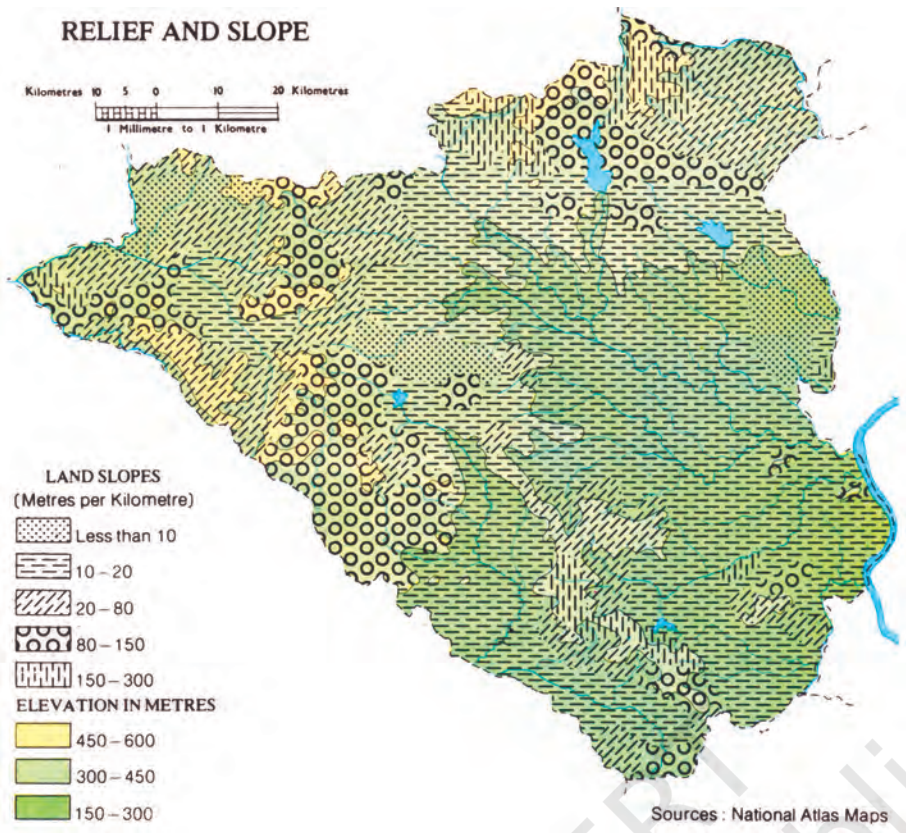 RELIEF AND SLOPE
Kilometres 10 5 0 10 20 Kilometres
1 Millimetre to 1 Kilometre
LAND SLOPES
(Metres per Kilometre)
Less than 10
10–20
20–80
80–150
150–300
ELEVATION IN METRES
450–600
300–450
150–300
Sources : National Atlas Maps